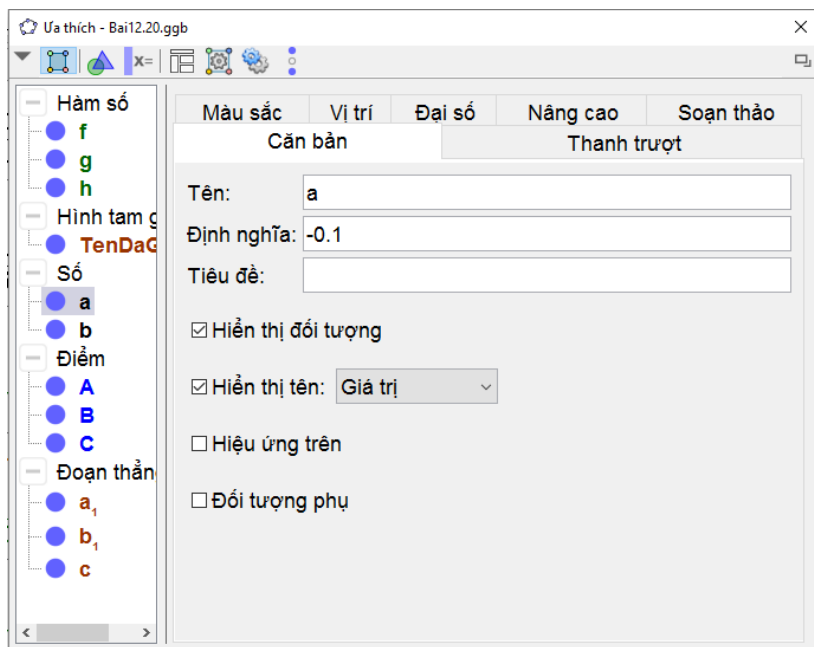 Ưa thích - Bai12.20.ggb
x=
Hàm số
f
g
h
Hình tam g
TenDaG
Số
a
b
Điểm
A
B
C
Đoạn thẳn
a₁
b₁
c
Màu sắc Vị trí Đại số Nâng cao Soạn thảo
Căn bản Thanh trượt
Tên: a
Định nghĩa: -0.1
Tiêu đề:
Hiển thị đối tượng
Hiển thị tên: Giá trị
Hiệu ứng trên
Đối tượng phụ